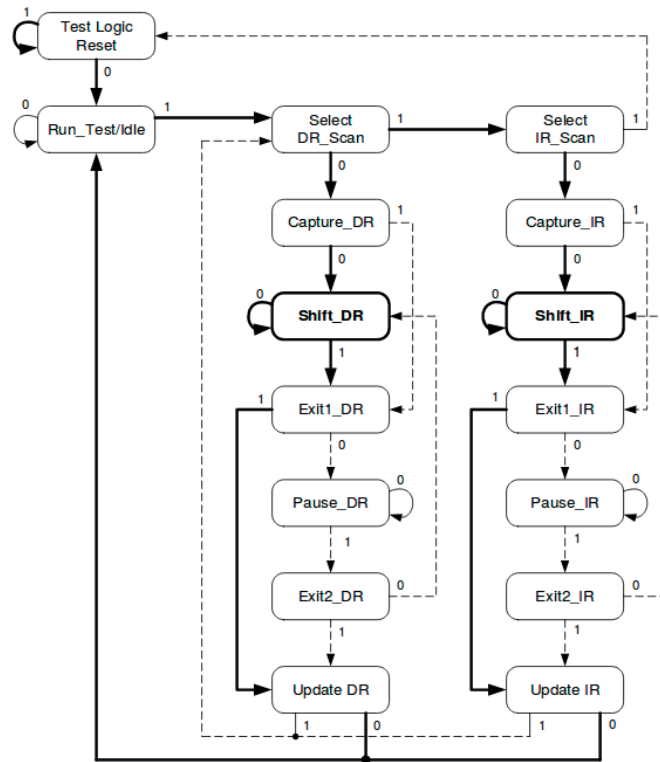 1
Test Logic
Reset
0
0
Run_Test/Idle
1
Select
DR_Scan
1
Select
IR_Scan
1
0
0
Capture_DR
1
Capture_IR
1
0
0
0
Shift_DR
0
Shift_IR
1
1
1
Exit1_DR
1
Exit1_IR
0
0
Pause_DR
0
Pause_IR
0
1
1
Exit2_DR
0
Exit2_IR
0
1
1
Update DR
Update IR
1
0
1
0